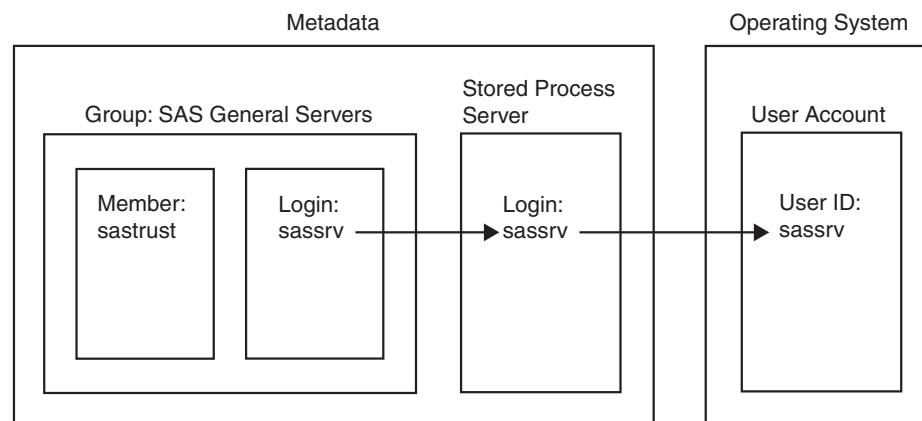 Metadata
Operating System
Group: SAS General Servers
Stored Process
Server
User Account
Member:
sastrust
Login:
sassrv
Login:
sassrv
User ID:
sassrv